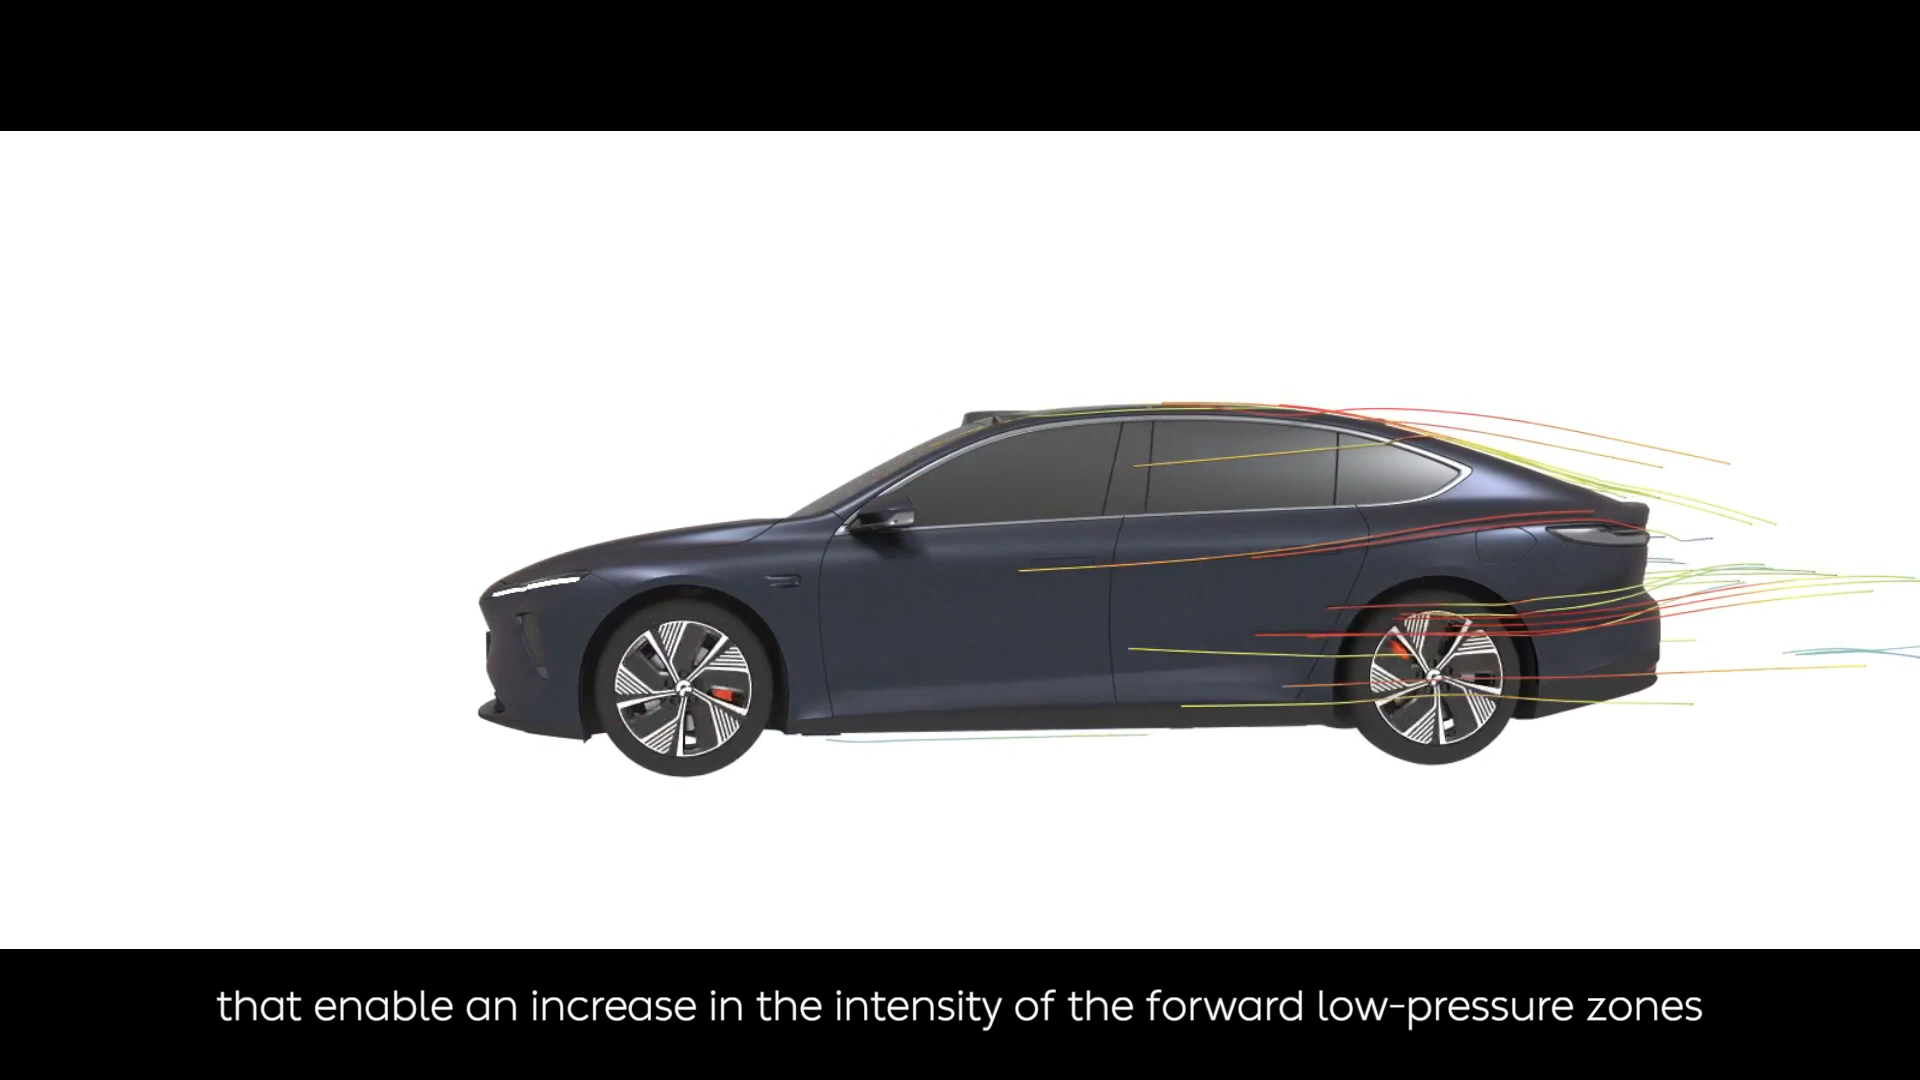 that enable an increase in the intensity of the forward low-pressure zones